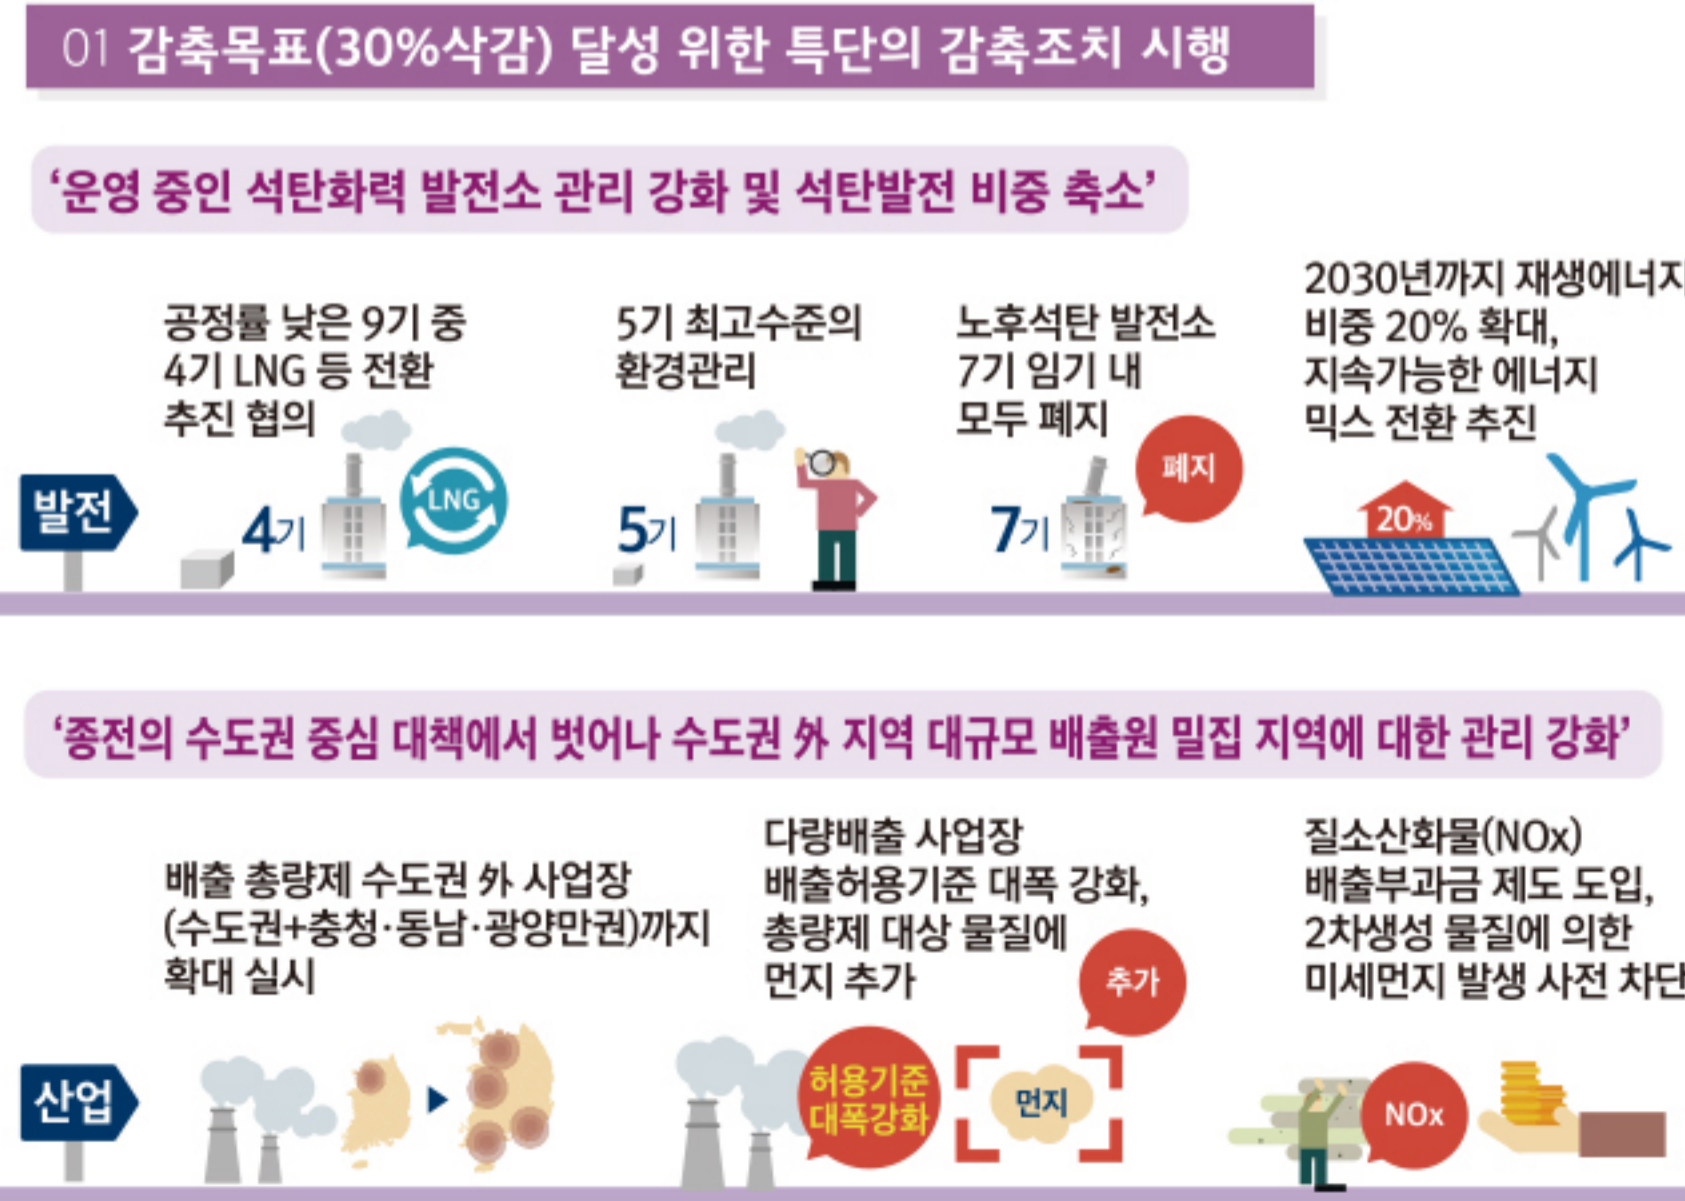 01 감축목표(30%삭감) 달성 위한 특단의 감축조치 시행
‘운영 중인 석탄화력 발전소 관리 강화 및 석탄발전 비중 축소’
발전
공정률 낮은 9기 중
4기 LNG 등 전환
추진 협의
4기
LNG
5기 최고수준의
환경관리
5기
노후석탄 발전소
7기 임기 내
모두 폐지
7기
폐지
2030년까지 재생에너지
비중 20% 확대,
지속가능한 에너지
믹스 전환 추진
20%
‘종전의 수도권 중심 대책에서 벗어나 수도권 外 지역 대규모 배출원 밀집 지역에 대한 관리 강화’
산업
배출 총량제 수도권 外 사업장
(수도권+충청·동남·광양만권)까지
확대 실시
다량배출 사업장
배출허용기준 대폭 강화,
총량제 대상 물질에
먼지 추가
추가
허용기준
대폭강화
먼지
질소산화물(NOx)
배출부과금 제도 도입,
2차생성 물질에 의한
미세먼지 발생 사전 차단
NOx